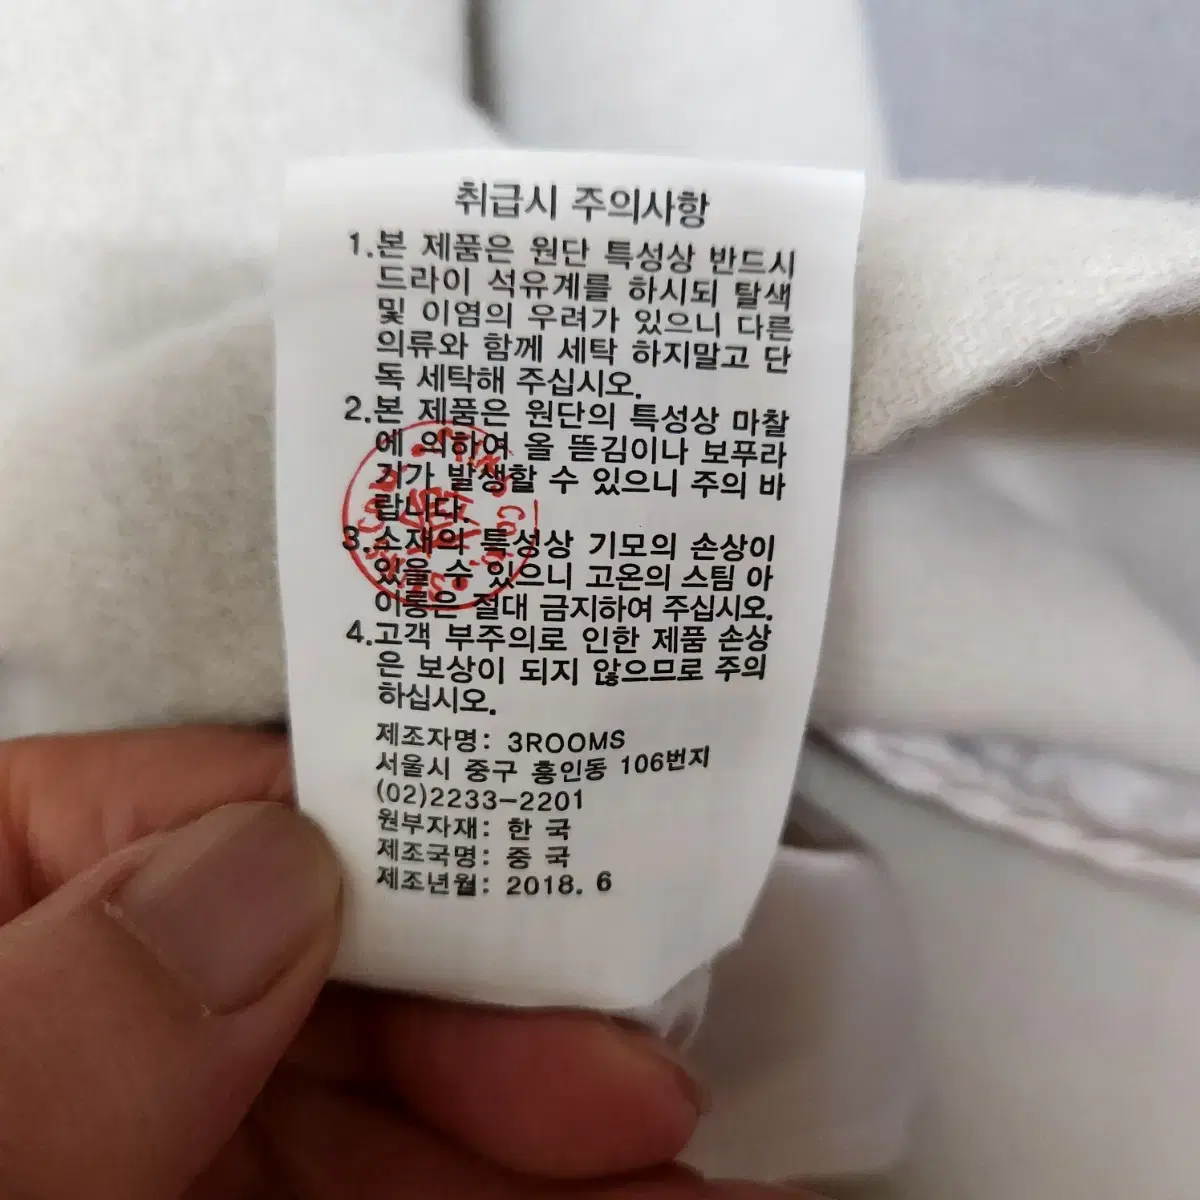 취급시 주의사항
1.본 제품은 원단 특성상 반드시
드라이 석유계를 하시되 탈색
및 이염의 우려가 있으니 다른
의류와 함께 세탁 하지말고 단
독 세탁해 주십시오.
2.본 제품은 원단의 특성상 마찰
에 의하여 올 뜯김이나 보푸라
기가 발생할 수 있으니 주의 바
랍니다.
3.소재의 특성상 기모의 손상이
있을 수 있으니 고온의 스팀 아
이롱은 절대 금지하여 주십시오.
4.고객 부주의로 인한 제품 손상
은 보상이 되지 않으므로 주의
하십시오.
제조자명: 3ROOMS
서울시 중구 흥인동 106번지
(02)2233-2201
원부자재: 한 국
제조국명: 중 국
제조년월: 2018. 6